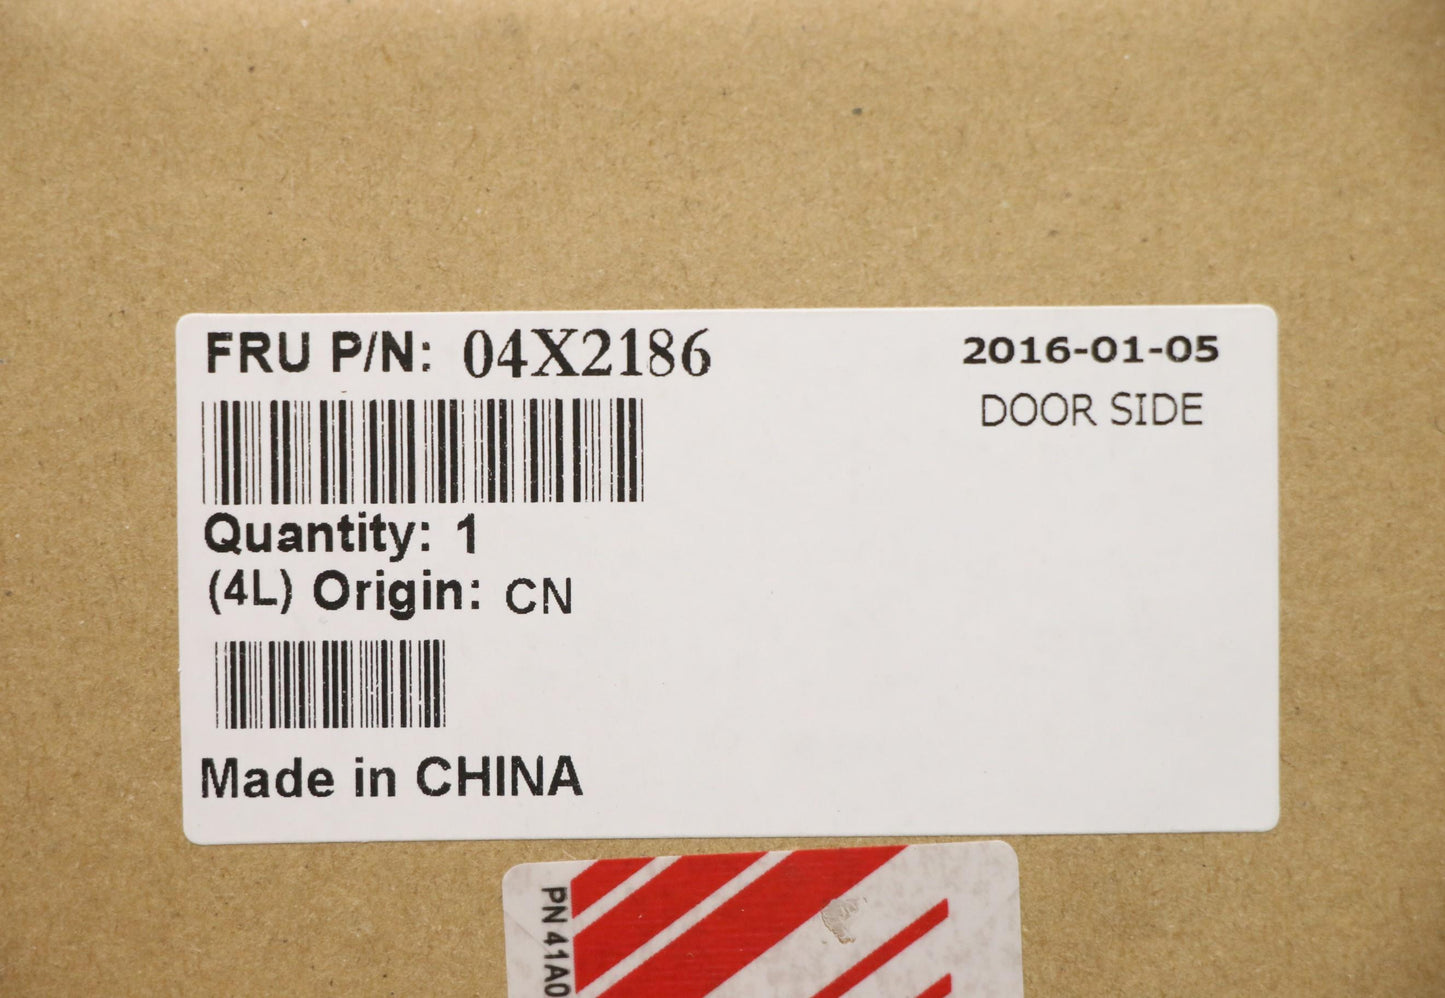 FRU P/N: 04X2186
2016-01-05
DOOR SIDE
Quantity: 1
(4L) Origin: CN
Made in CHINA
PN 41A0